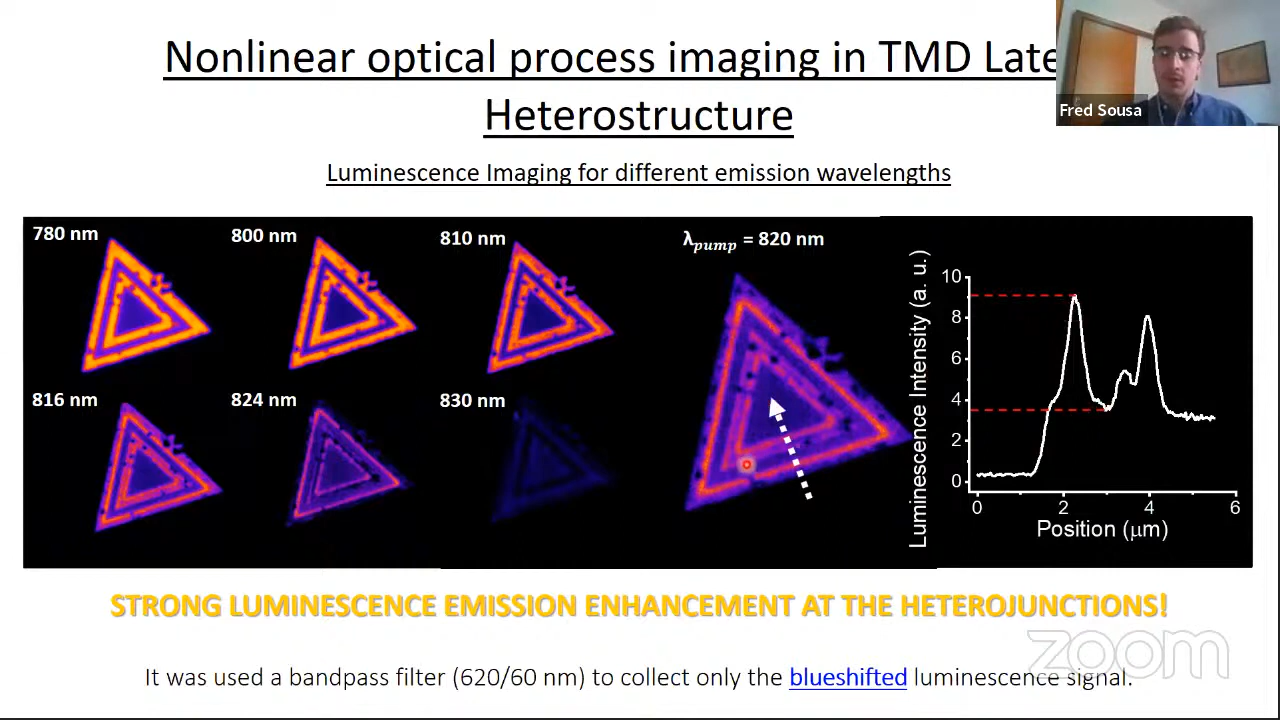 Nonlinear optical process imaging in TMD Late
Heterostructure
Fred Sousa
Luminescence Imaging for different emission wavelengths
780 nm
800 nm
810 nm
λpump = 820 nm
816 nm
824 nm
830 nm
Luminescence Intensity (a. u.)
10
8
6
4
2
0
0 2 4 6
Position (μm)
STRONG LUMINESCENCE EMISSION ENHANCEMENT AT THE HETEROJUNCTIONS!
zoom
It was used a bandpass filter (620/60 nm) to collect only the blueshifted luminescence signal.